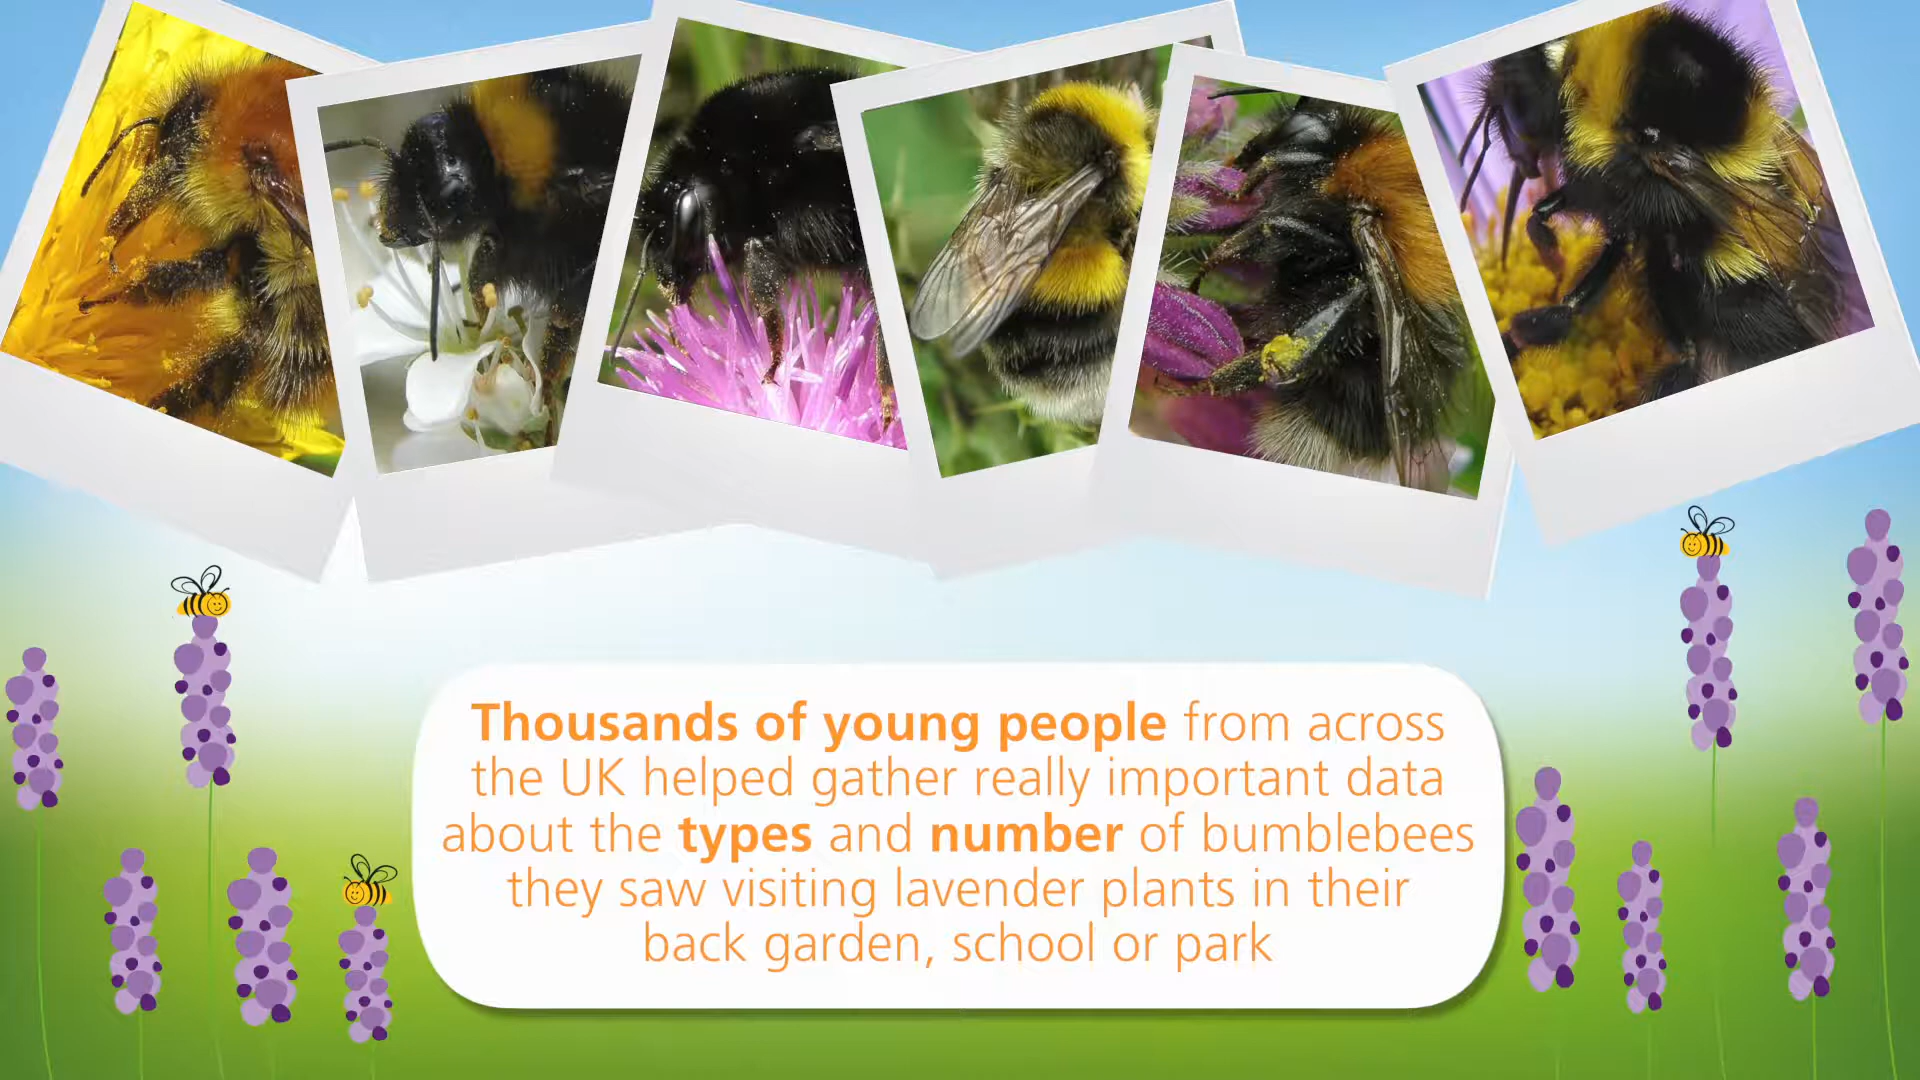 Thousands of young people from across
the UK helped gather really important data
about the types and number of bumblebees
they saw visiting lavender plants in their
back garden, school or park